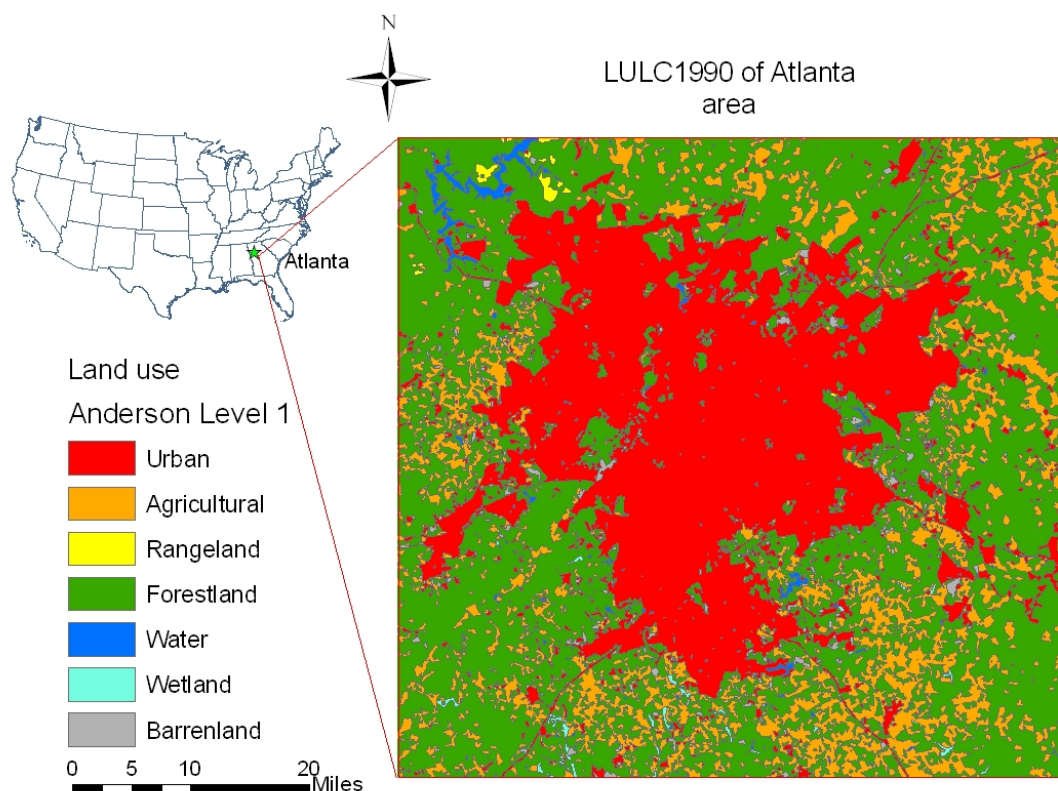 N
LULC1990 of Atlanta
area
Atlanta
Land use
Anderson Level 1
Urban
Agricultural
Rangeland
Forestland
Water
Wetland
Barrenland
0 5 10 20
Miles